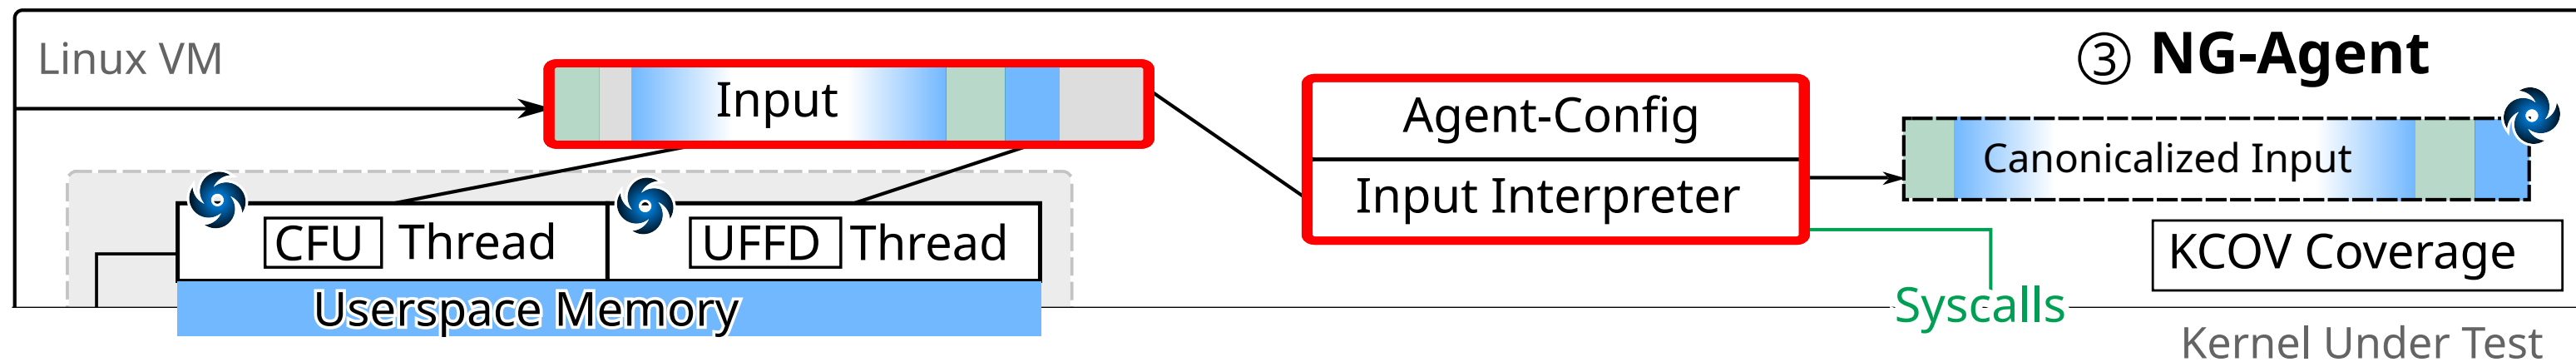 Linux VM
Input
Agent-Config
Input Interpreter
③ NG-Agent
Canonicalized Input
CFU Thread
UFFD Thread
KCOV Coverage
Userspace Memory
Syscalls
Kernel Under Test